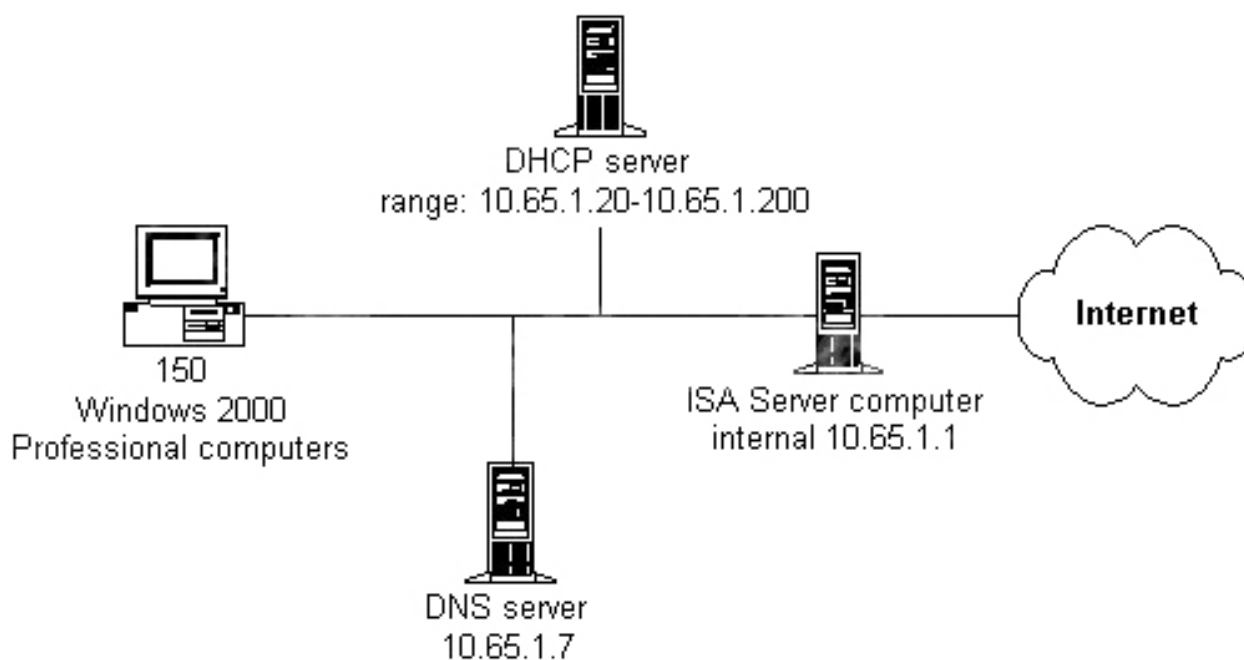 DHCP server
range: 10.65.1.20-10.65.1.200
Internet
150
Windows 2000
Professional computers
ISA Server computer
internal 10.65.1.1
DNS server
10.65.1.7